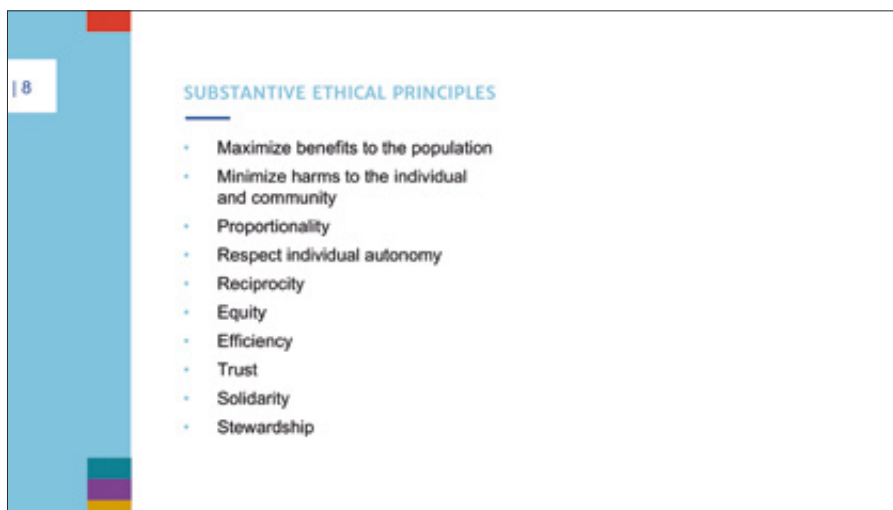 | 8
SUBSTANTIVE ETHICAL PRINCIPLES
• Maximize benefits to the population
• Minimize harms to the individual
and community
• Proportionality
• Respect individual autonomy
• Reciprocity
• Equity
• Efficiency
• Trust
• Solidarity
• Stewardship